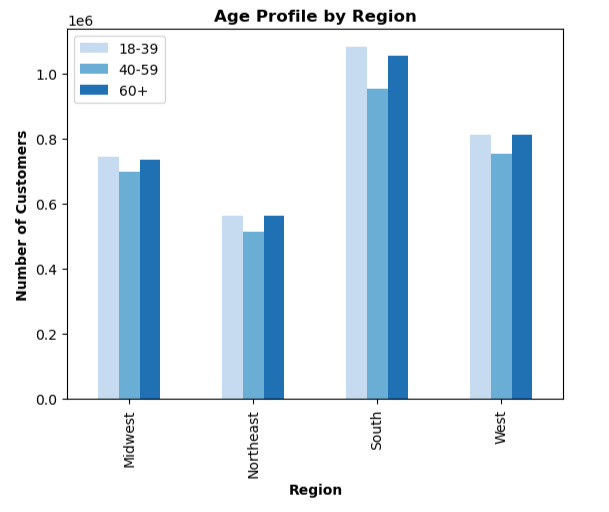 Age Profile by Region
1e6
18-39
40-59
60+
Number of Customers
1.0
0.8
0.6
0.4
0.2
0.0
Midwest
Northeast
South
West
Region